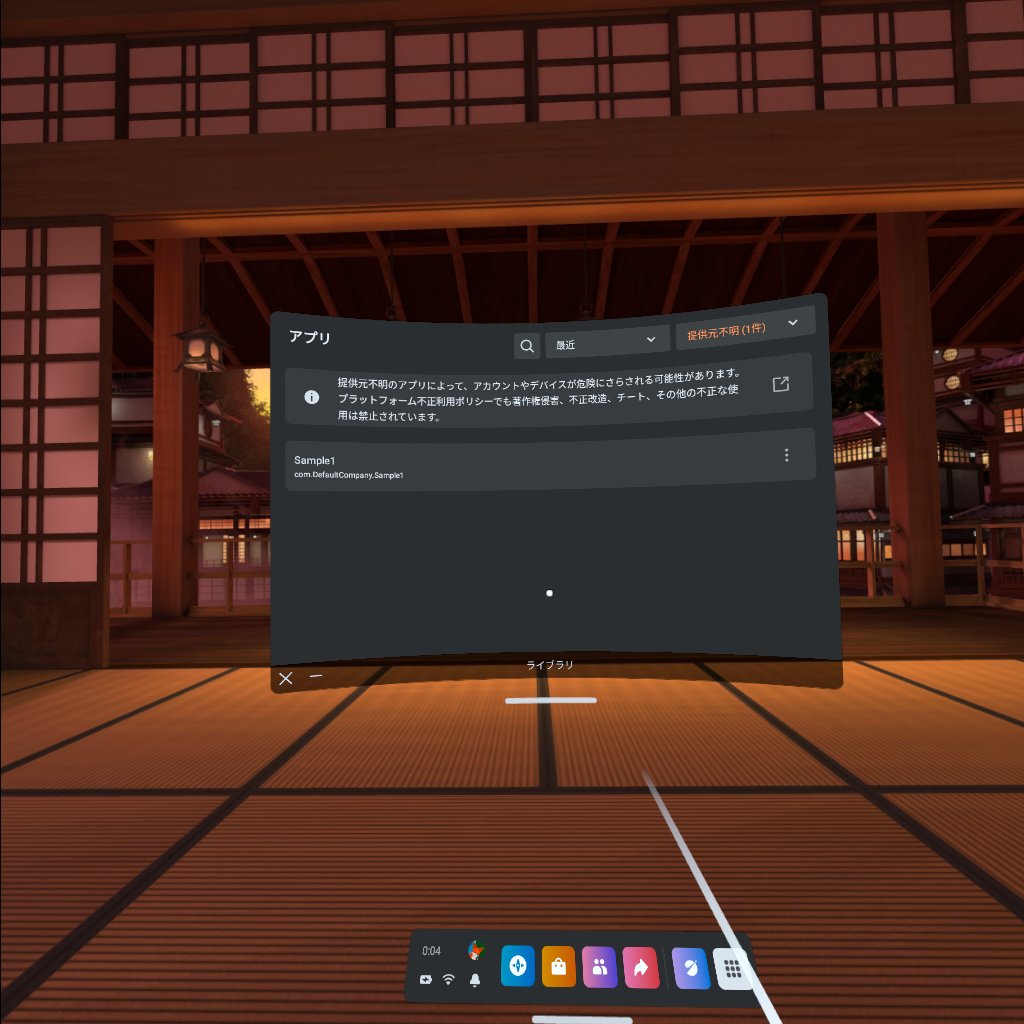 アプリ
最近
提供元不明 (1件)
提供元不明のアプリによって、アカウントやデバイスが危険にさらされる可能性があります。
プラットフォーム不正利用ポリシーでも著作権侵害、不正改造、チート、その他の不正な使
用は禁止されています。
Sample1
com.DefaultCompany.Sample1
ライブラリ
0:04